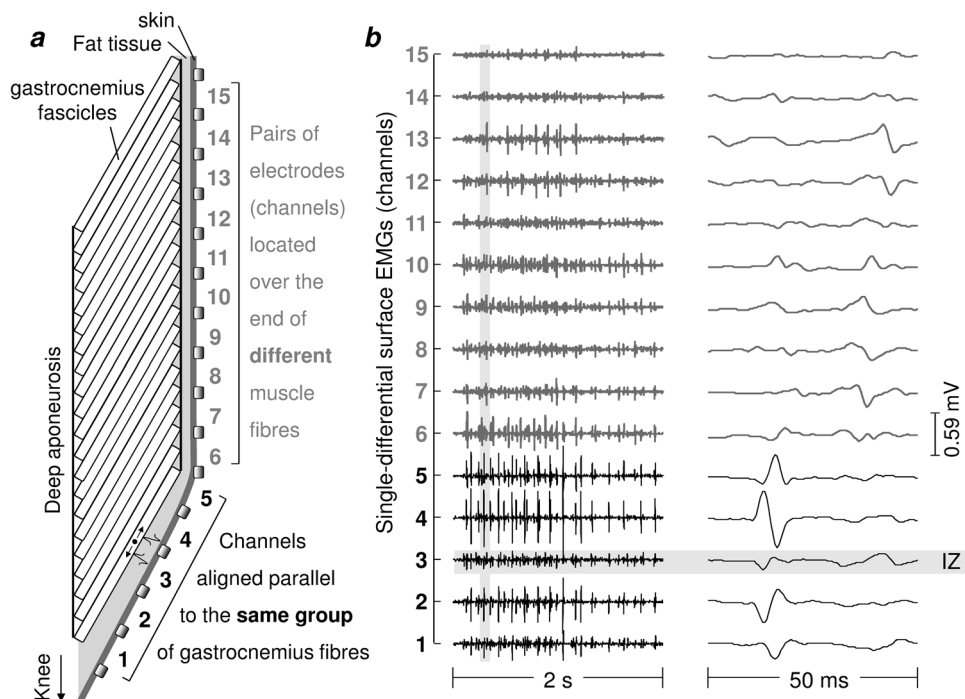 a
skin
Fat tissue
gastrocnemius
fascicles
Deep aponeurosis
Knee
15
14
13
12
11
10
9
8
7
6
5
4
3
2
1
Pairs of
electrodes
(channels)
located
over the
end of
different
muscle
fibres
Channels
aligned parallel
to the same group
of gastrocnemius fibres
b
Single-differential surface EMGs (channels)
15
14
13
12
11
10
9
8
7
6
5
4
3
2
1
0.59 mV
IZ
2 s
50 ms